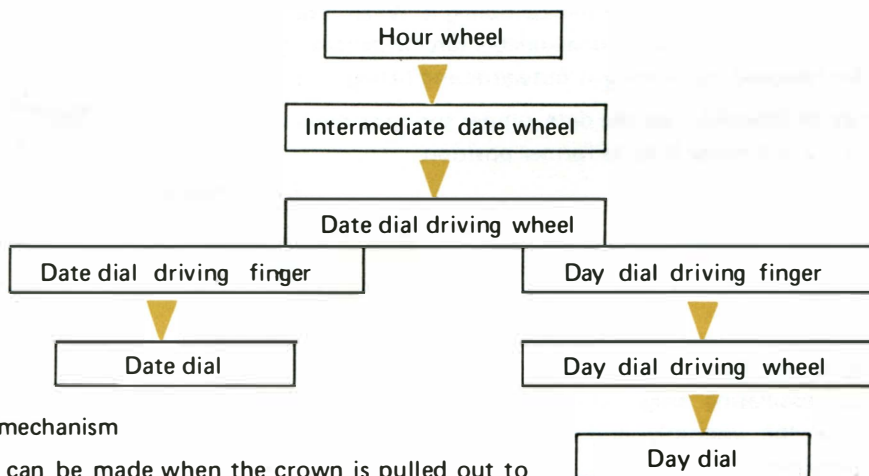 Hour wheel
Intermediate date wheel
Date dial driving wheel
Date dial driving finger
Day dial driving finger
Date dial
Day dial driving wheel
mechanism
Day dial
can be made when the crown is pulled out to